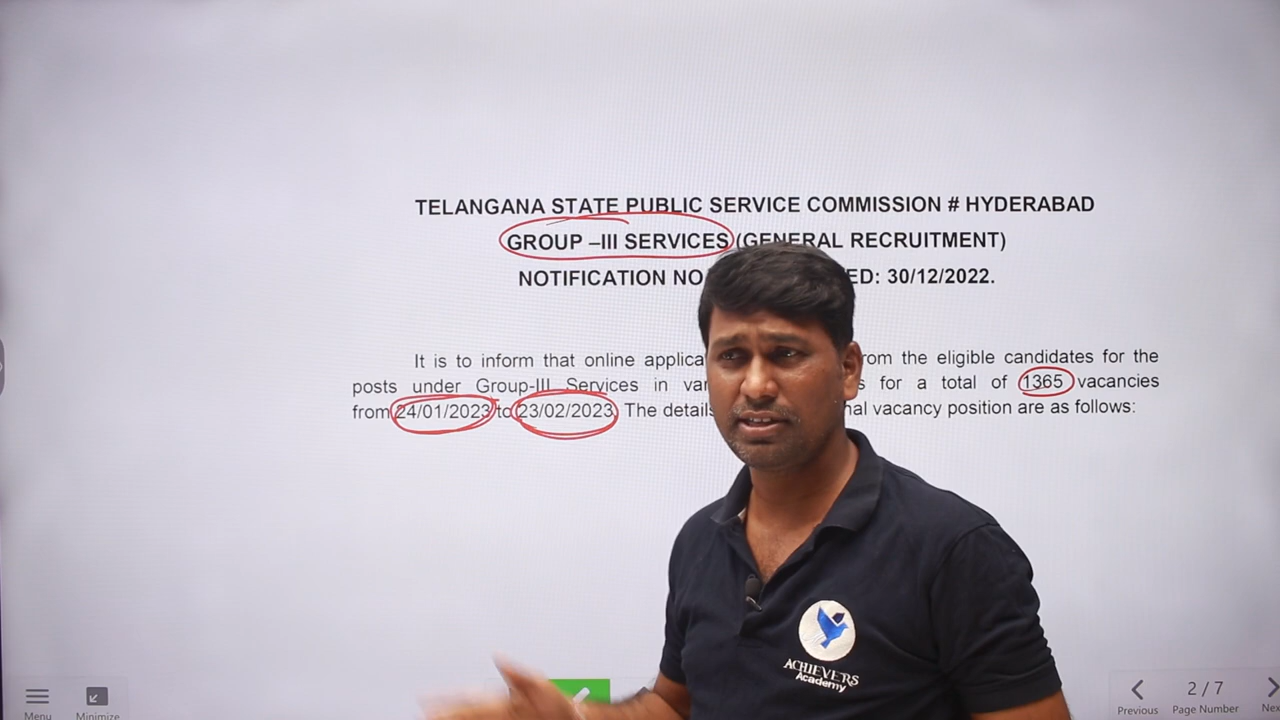 TELANGANA STATE PUBLIC SERVICE COMMISSION # HYDERABAD
GROUP –III SERVICES (GENERAL RECRUITMENT)
NOTIFICATION NO ED: 30/12/2022.
It is to inform that online applica from the eligible candidates for the
posts under Group-III Services in var s for a total of 1365 vacancies
from 24/01/2023 to 23/02/2023. The details nal vacancy position are as follows:
ACHIEVERS
Academy
Menu
Minimize
2 / 7
Previous Page Number Nex